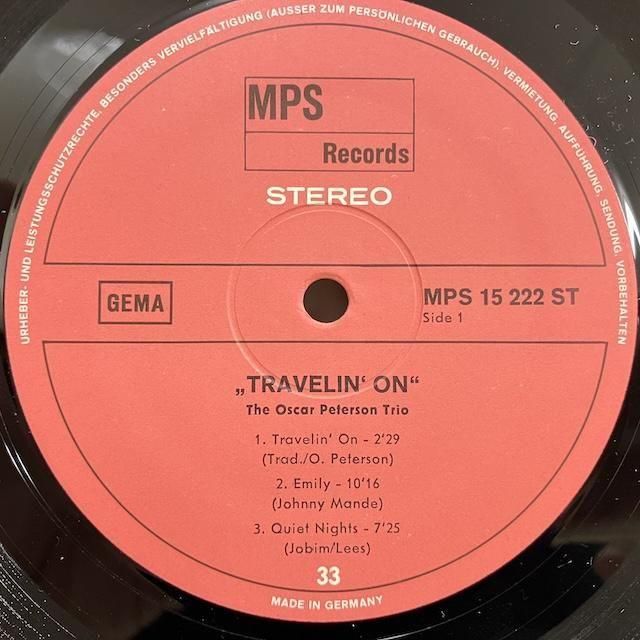 URHEBER- UND LEISTUNGSSCHUTZRECHTE, BESONDERS VERVIELFÄLTIGUNG (AUSSER ZUM PERSÖNLICHEN GEBRAUCH), VERMIETUNG, AUFFÜHRUNG, SENDUNG, VORBEHALTEN
MPS
Records
STEREO
GEMA
MPS 15 222 ST
Side 1
„TRAVELIN' ON“
The Oscar Peterson Trio
1. Travelin' On - 2'29
(Trad./O. Peterson)
2. Emily - 10'16
(Johnny Mande)
3. Quiet Nights - 7'25
(Jobim/Lees)
33
MADE IN GERMANY